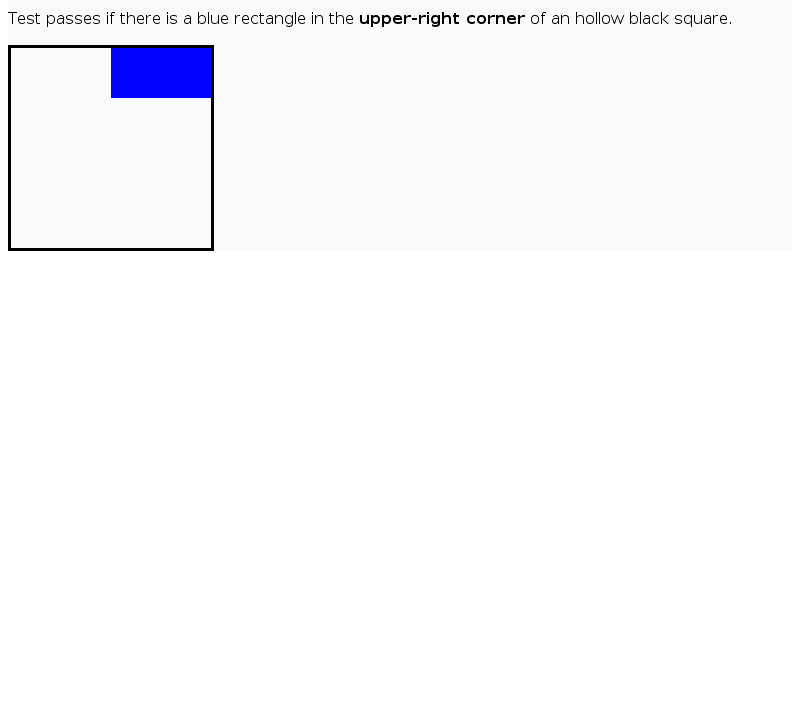 Test passes if there is a blue rectangle in the upper-right corner of an hollow black square.